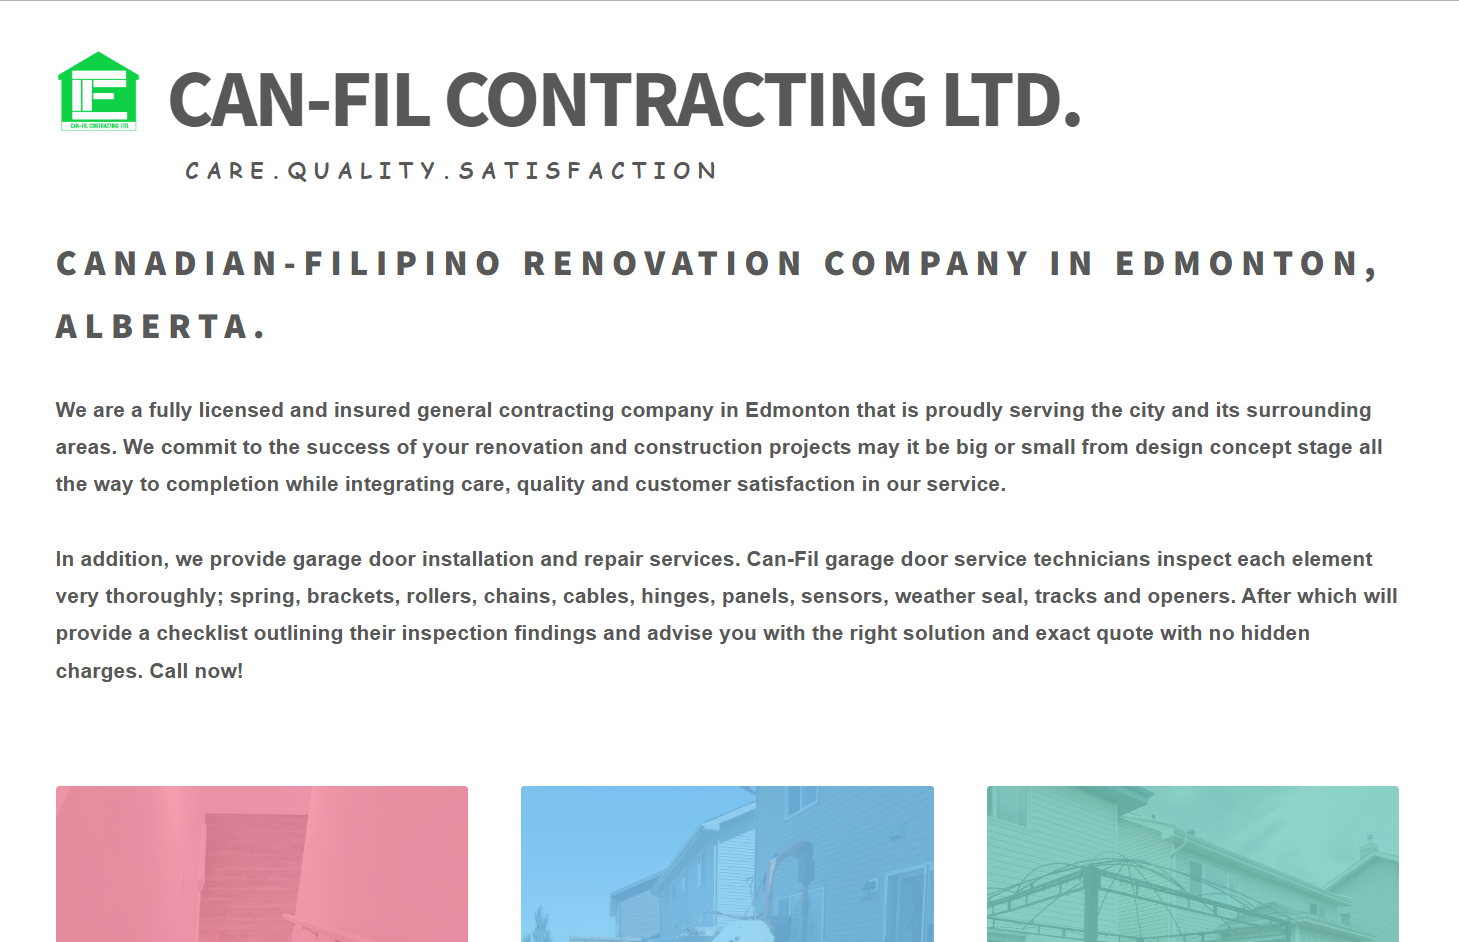 CAN-FIL CONTRACTING LTD.
CAN-FIL CONTRACTING LTD.
CARE.QUALITY.SATISFACTION
CANADIAN-FILIPINO RENOVATION COMPANY IN EDMONTON,
ALBERTA.
We are a fully licensed and insured general contracting company in Edmonton that is proudly serving the city and its surrounding
areas. We commit to the success of your renovation and construction projects may it be big or small from design concept stage all
the way to completion while integrating care, quality and customer satisfaction in our service.
In addition, we provide garage door installation and repair services. Can-Fil garage door service technicians inspect each element
very thoroughly; spring, brackets, rollers, chains, cables, hinges, panels, sensors, weather seal, tracks and openers. After which will
provide a checklist outlining their inspection findings and advise you with the right solution and exact quote with no hidden
charges. Call now!